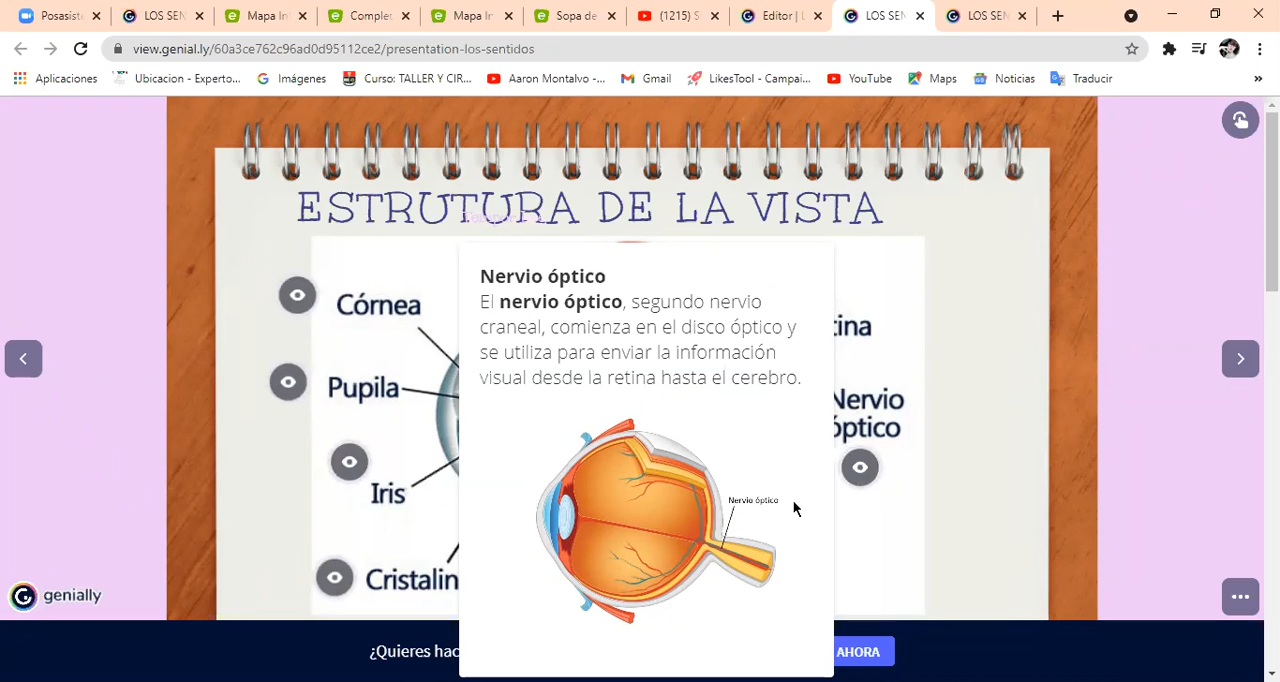 Posasist
LOS SEN
Mapa In
Complet
Mapa In
Sopa de
(1215) S
Editor | L
LOS SEN
LOS SEN
view.genial.ly/60a3ce762c96ad0d95112ce2/presentation-los-sentidos
Aplicaciones
Ubicacion - Experto...
Imágenes
Curso: TALLER Y CIR...
Aaron Montalvo -...
Gmail
LikesTool - Campai...
YouTube
Maps
Noticias
Traducir
ESTRUTURA DE LA VISTA
Córnea
Pupila
Iris
Cristalin
Nervio óptico
El nervio óptico, segundo nervio
craneal, comienza en el disco óptico y
se utiliza para enviar la información
visual desde la retina hasta el cerebro.
Nervio óptico
ina
Nervio
óptico
genially
¿Quieres hac
AHORA